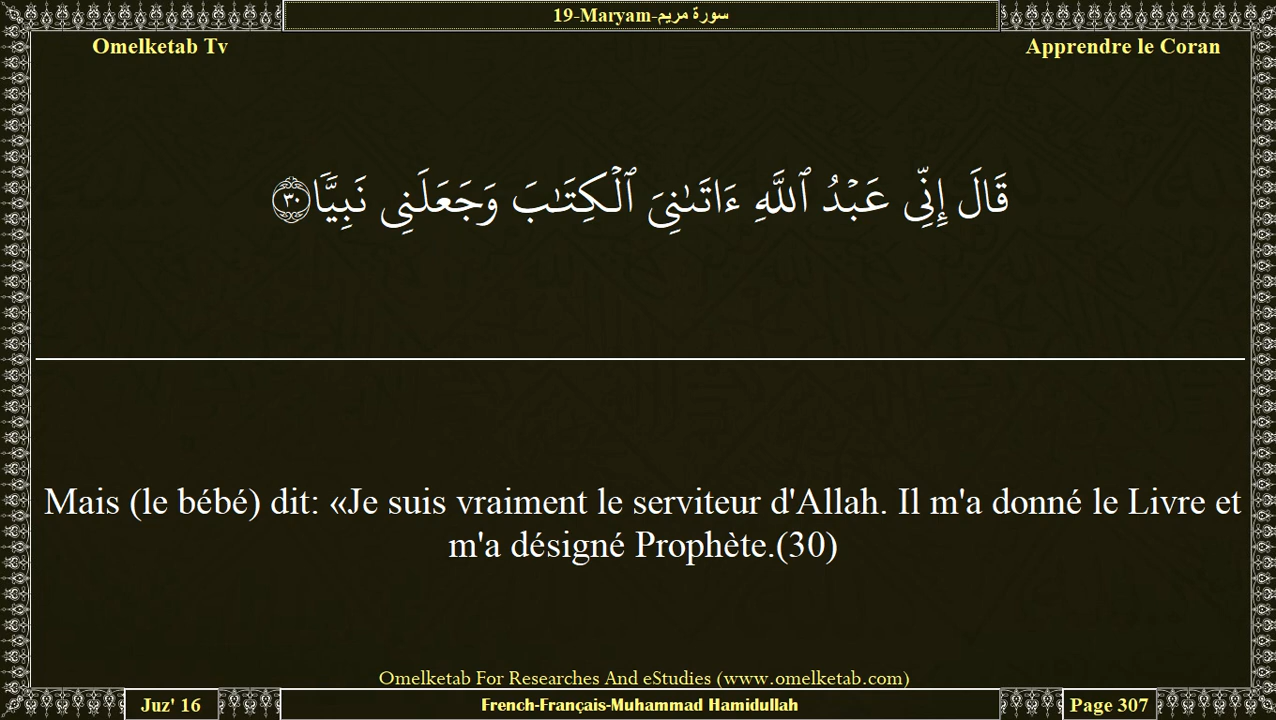 19-Maryam-سورة مريم
Omelketab Tv
Apprendre le Coran
قَالَ إِنِّى عَبْدُ ٱللَّهِ ءَاتَىٰنِىَ ٱلْكِتَٰبَ وَجَعَلَنِى نَبِيًّا ٣٠
Mais (le bébé) dit: «Je suis vraiment le serviteur d'Allah. Il m'a donné le Livre et
m'a désigné Prophète.(30)
Omelketab For Researches And eStudies (www.omelketab.com)
Juz' 16
French-Français-Muhammad Hamidullah
Page 307